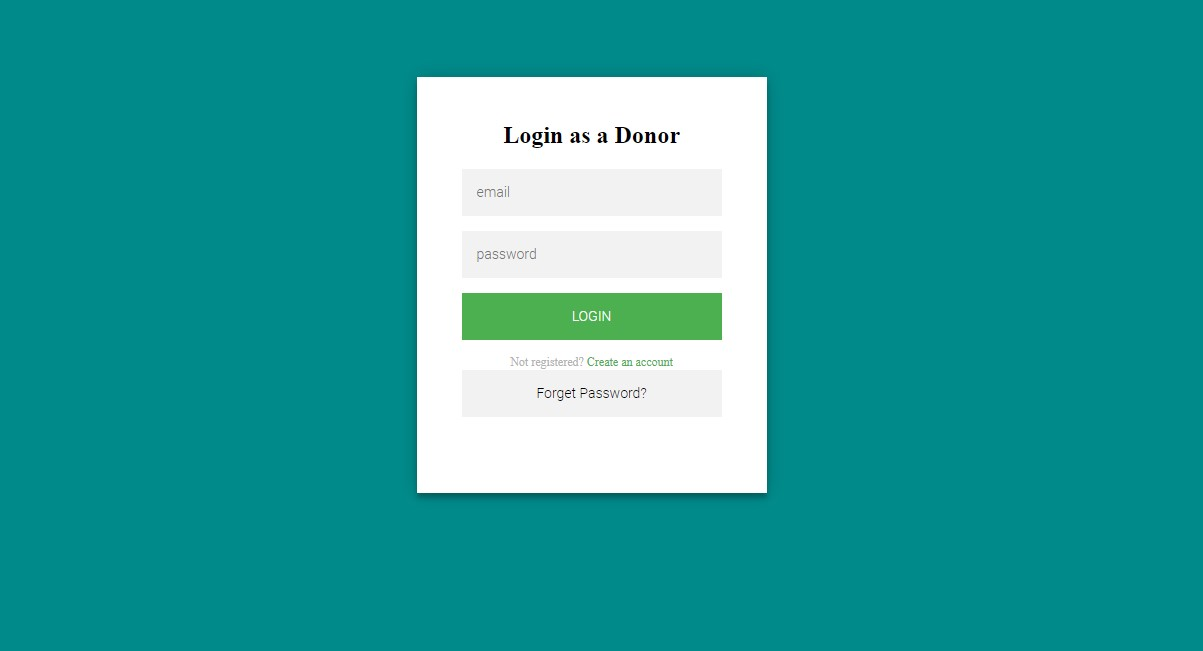 Login as a Donor
email
password
LOGIN
Not registered? Create an account
Forget Password?